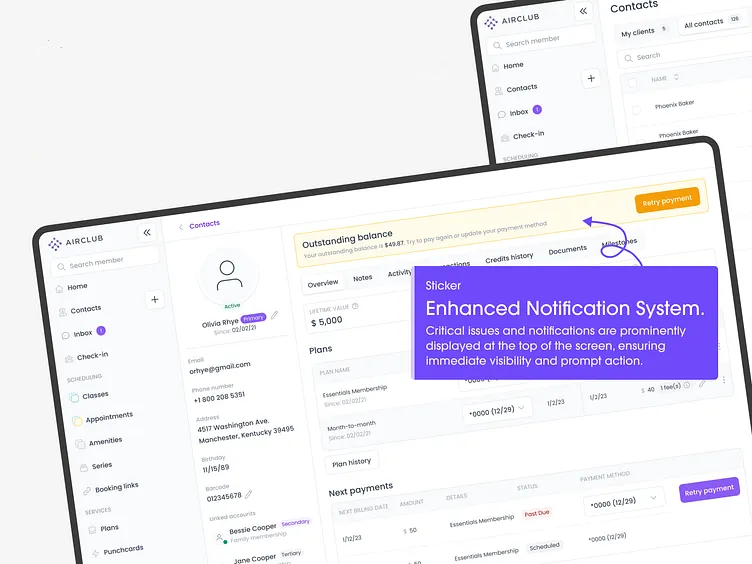 AIRCLUB
Search member
Home
Contacts
Inbox 1
Check-in
SCHEDULING
Contacts
My clients 5
All contacts 126
Search
NAME
Phoenix Baker
Phoenix Baker
AIRCLUB
Search member
Home
Contacts
Inbox 1
Check-in
SCHEDULING
Classes
Appointments
Amenities
Series
Booking links
SERVICES
Plans
Punchcards
Contacts
Active
Olivia Rhye Primary
Since: 02/02/21
Email
orhye@gmail.com
Phone number
+1 800 208 5351
Address
4517 Washington Ave.
Manchester, Kentucky 39495
Birthday
11/15/89
Barcode
012345678
Linked accounts
Bessie Cooper Secondary
Family membership
Jane Cooper Tertiary
Outstanding balance
Your outstanding balance is $49.87. Try to pay again or update your payment method
Retry payment
Overview
Notes
Activity
Credits history
Documents
Milestones
LIFETIME VALUE
$ 5,000
Sticker
Enhanced Notification System.
Critical issues and notifications are prominently
displayed at the top of the screen, ensuring
immediate visibility and prompt action.
Plans
PLAN NAME
Essentials Membership
Since: 02/02/21
Month-to-month
Since: 02/02/21
*0000 (12/29)
1/2/23
1/2/23
$ 40 1 fee(s)
Plan history
Next payments
NEXT BILLING DATE
AMOUNT
DETAILS
STATUS
PAYMENT METHOD
1/12/23
$ 50
Essentials Membership
Past Due
*0000 (12/29)
Retry payment
$ 50
Essentials Membership
Scheduled
*0000 (12/29)